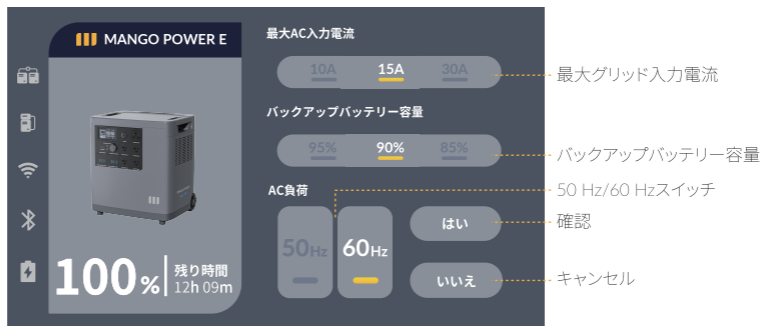 MANGO POWER E
100%
残り時間
12h 09m
最大AC入力電流
10A 15A 30A
バックアップバッテリー容量
95% 90% 85%
AC負荷
50Hz 60Hz
はい
いいえ
最大グリッド入力電流
バックアップバッテリー容量
50 Hz/60 Hzスイッチ
確認
キャンセル